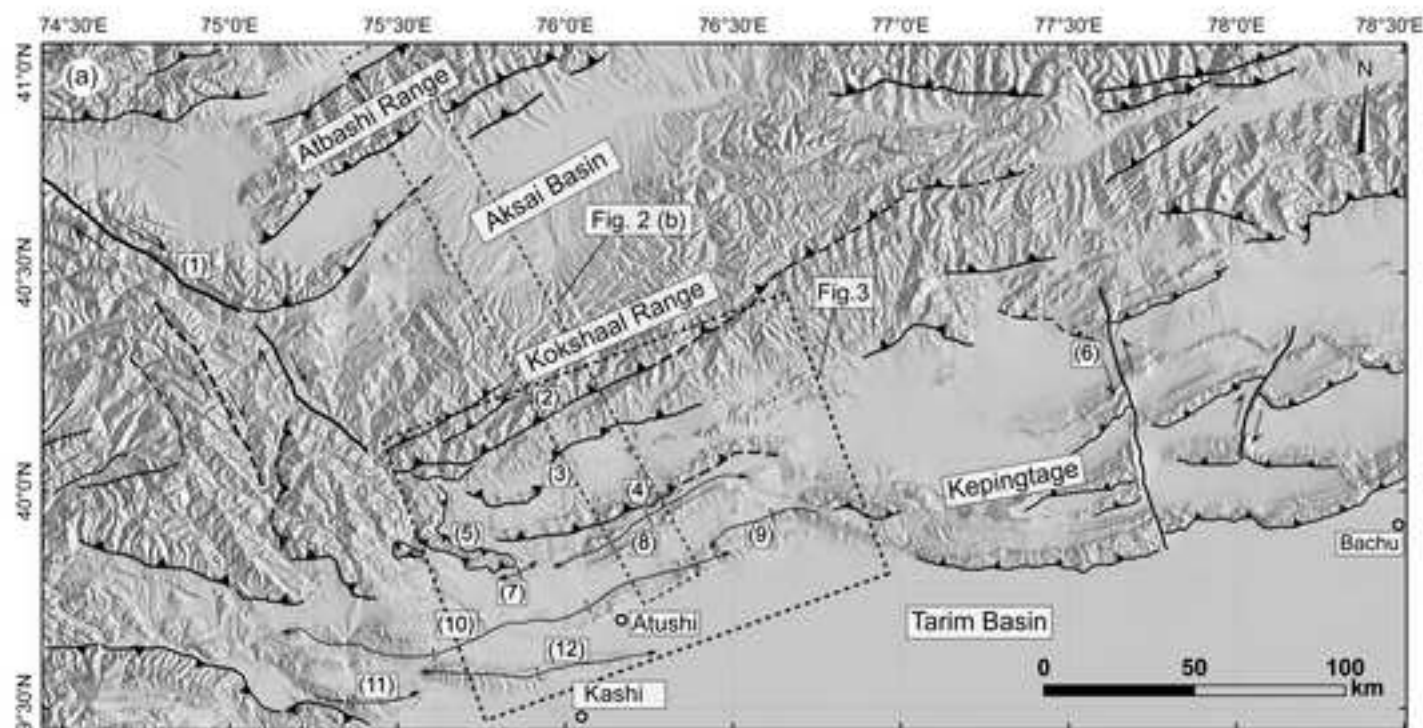 74°30'E 75°0'E 75°30'E 76°0'E 76°30'E 77°0'E 77°30'E 78°0'E 78°30'E
41°0'N
(a)
N
Atbashi Range
Aksai Basin
Fig. 2 (b)
(1)
40°30'N
Kokshaal Range
Fig.3
(6)
(2)
(3)
40°0'N
(4)
Kepingtage
(5)
(8)
(9)
Bachu
(7)
(10)
Atushi
Tarim Basin
(12)
0 50 100
km
(11)
Kashi
39°30'N